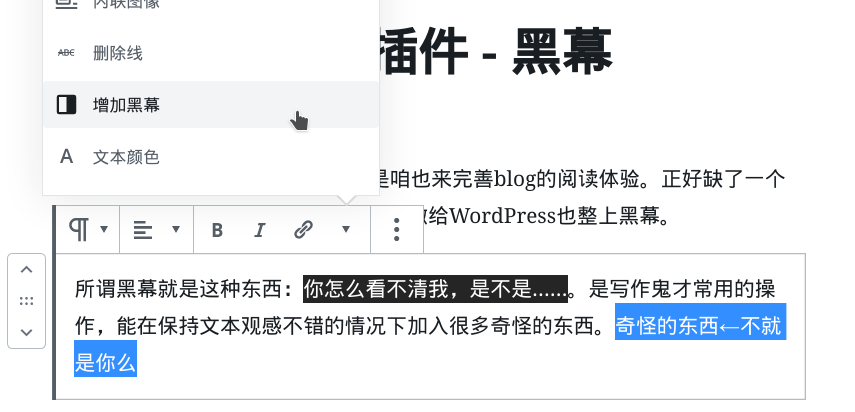 内联图像
插件 - 黑幕
ABC 删除线
增加黑幕
A 文本颜色
是咱也来完善blog的阅读体验。正好缺了一个
给WordPress也整上黑幕。
B I
所谓黑幕就是这种东西：你怎么看不清我，是不是……。是写作鬼才常用的操
作，能在保持文本观感不错的情况下加入很多奇怪的东西。奇怪的东西←不就
是你么